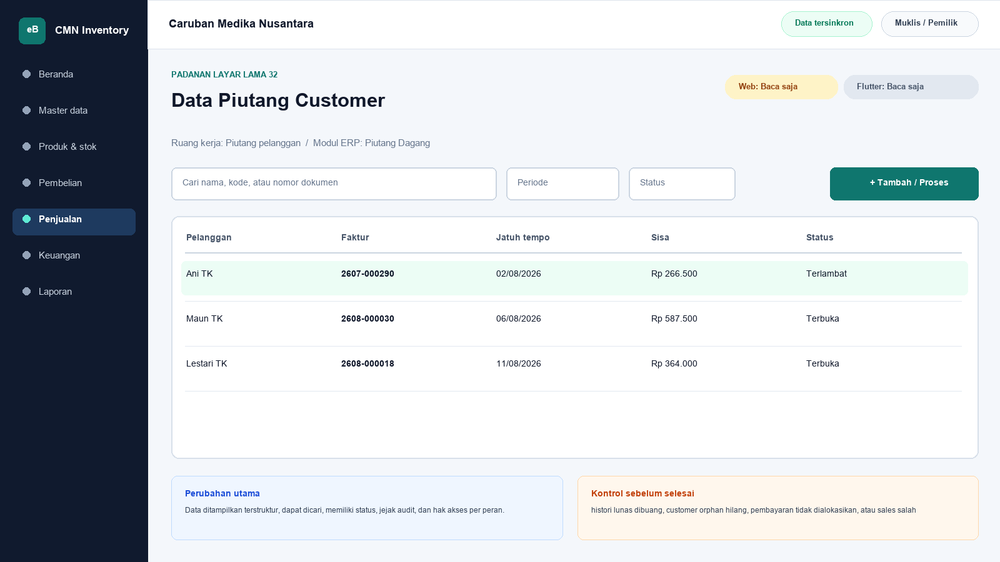 eB
CMN Inventory
Beranda
Master data
Produk & stok
Pembelian
Penjualan
Keuangan
Laporan
Caruban Medika Nusantara
Data tersinkron
Muklis / Pemilik
PADANAN LAYAR LAMA 32
Data Piutang Customer
Web: Baca saja
Flutter: Baca saja
Ruang kerja: Piutang pelanggan / Modul ERP: Piutang Dagang
Cari nama, kode, atau nomor dokumen
Periode
Status
+ Tambah / Proses
Pelanggan Faktur Jatuh tempo Sisa Status
Ani TK 2607-000290 02/08/2026 Rp 266.500 Terlambat
Maun TK 2608-000030 06/08/2026 Rp 587.500 Terbuka
Lestari TK 2608-000018 11/08/2026 Rp 364.000 Terbuka
Perubahan utama
Data ditampilkan terstruktur, dapat dicari, memiliki status, jejak audit, dan hak akses per peran.
Kontrol sebelum selesai
histori lunas dibuang, customer orphan hilang, pembayaran tidak dialokasikan, atau sales salah